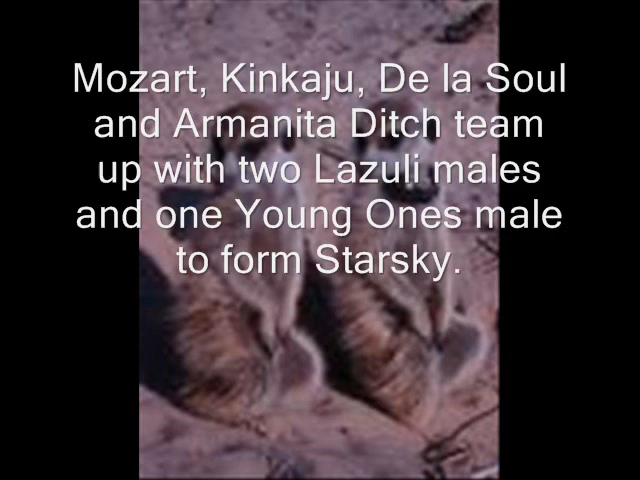 Mozart, Kinkaju, De la Soul
and Armanita Ditch team
up with two Lazuli males
and one Young Ones male
to form Starsky.